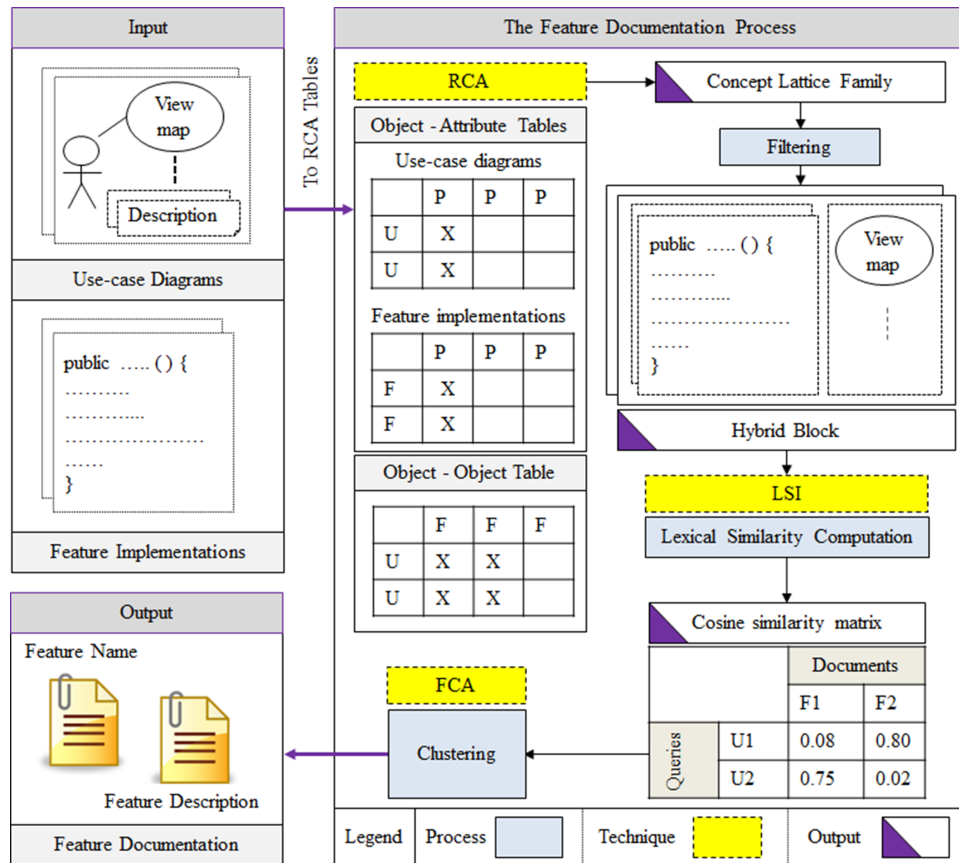 Input
View
map
Description
Use-case Diagrams
public ..... ( ) {
..........
..........
......................
......
}
Feature Implementations
To RCA Tables
The Feature Documentation Process
RCA
Object - Attribute Tables
Use-case diagrams
P P P
U X
U X
Feature implementations
P P P
F X
F X
Object - Object Table
F F F
U X X
U X X
Concept Lattice Family
Filtering
public ..... ( ) {
..........
..........
......................
......
}
View
map
Hybrid Block
LSI
Lexical Similarity Computation
Cosine similarity matrix
Documents
F1 F2
Queries
U1 0.08 0.80
U2 0.75 0.02
FCA
Clustering
Output
Feature Name
Feature Description
Feature Documentation
Legend Process Technique Output